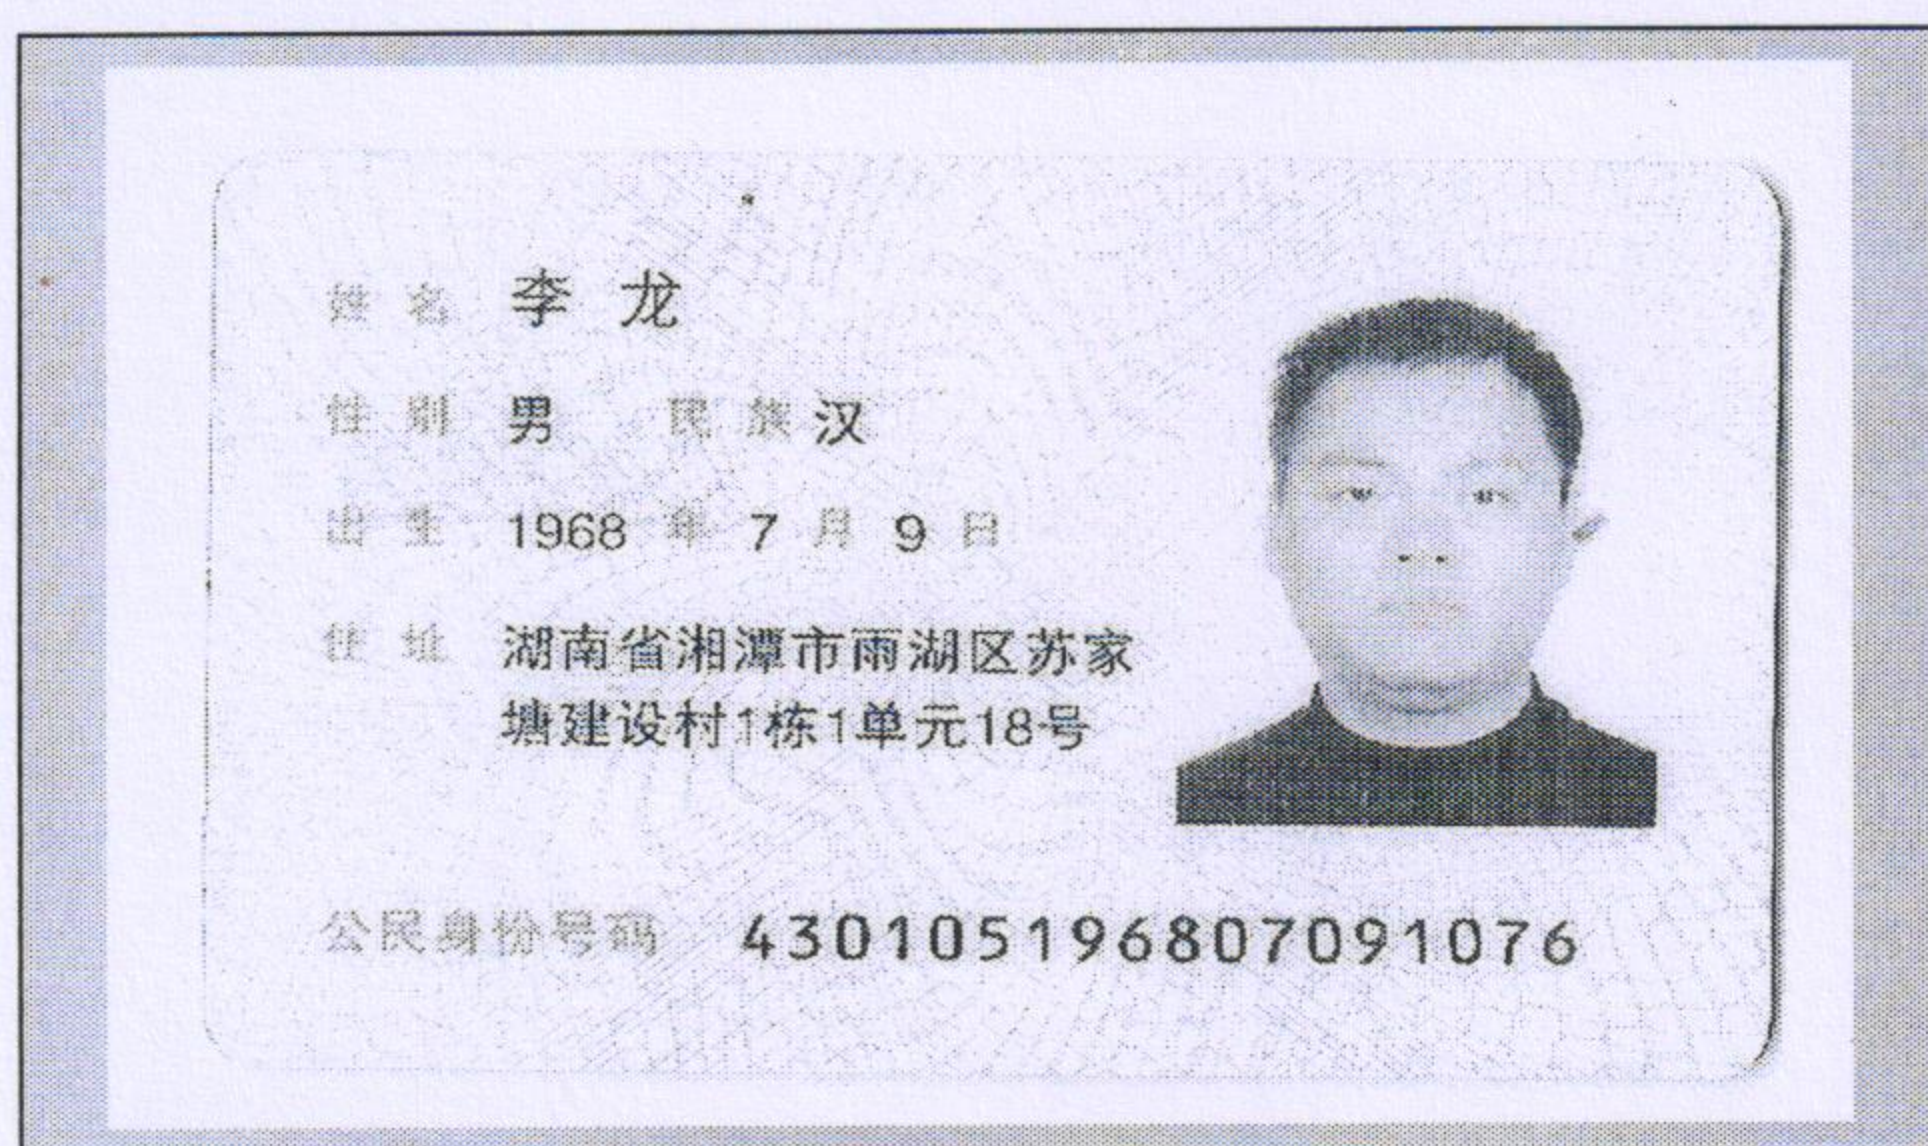 姓名 李龙
性别 男 民族 汉
出生 1968 年 7 月 9 日
住址 湖南省湘潭市雨湖区苏家
塘建设村1栋1单元18号
公民身份号码 430105196807091076